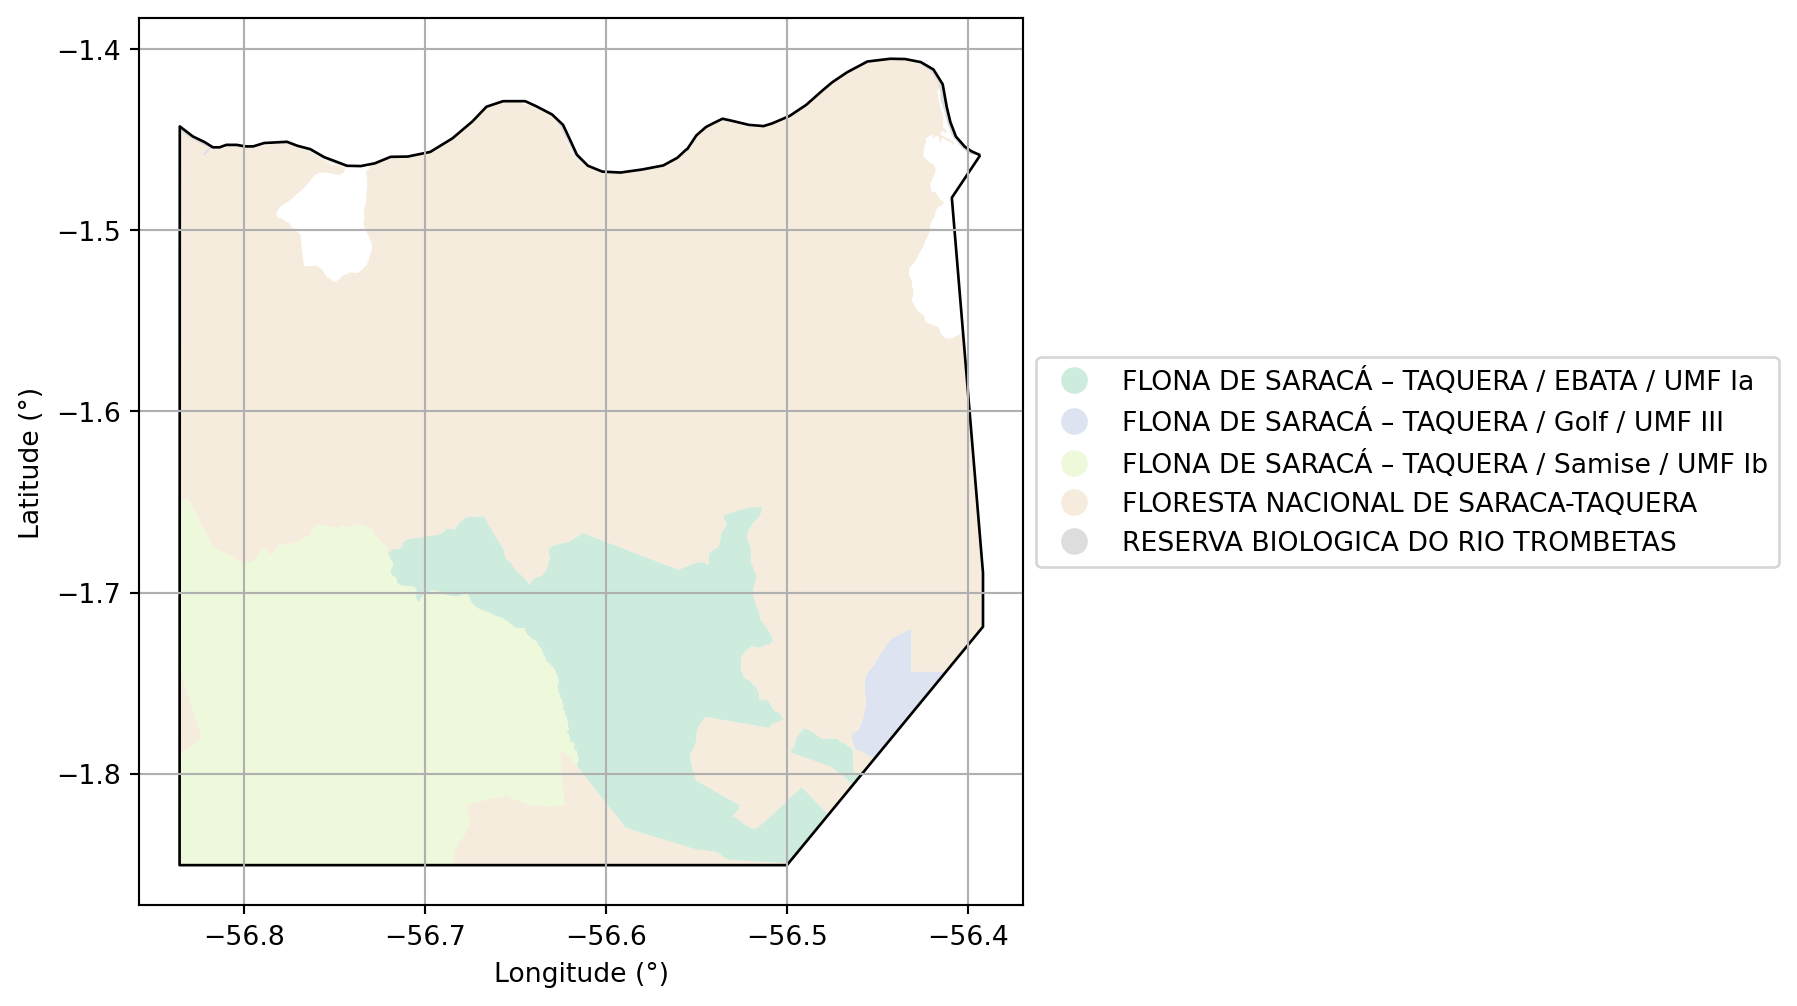 −1.4
−1.5
−1.6
−1.7
−1.8
Latitude (°)
−56.8
−56.7
−56.6
−56.5
−56.4
Longitude (°)
FLONA DE SARACÁ – TAQUERA / EBATA / UMF Ia
FLONA DE SARACÁ – TAQUERA / Golf / UMF III
FLONA DE SARACÁ – TAQUERA / Samise / UMF Ib
FLORESTA NACIONAL DE SARACA-TAQUERA
RESERVA BIOLOGICA DO RIO TROMBETAS